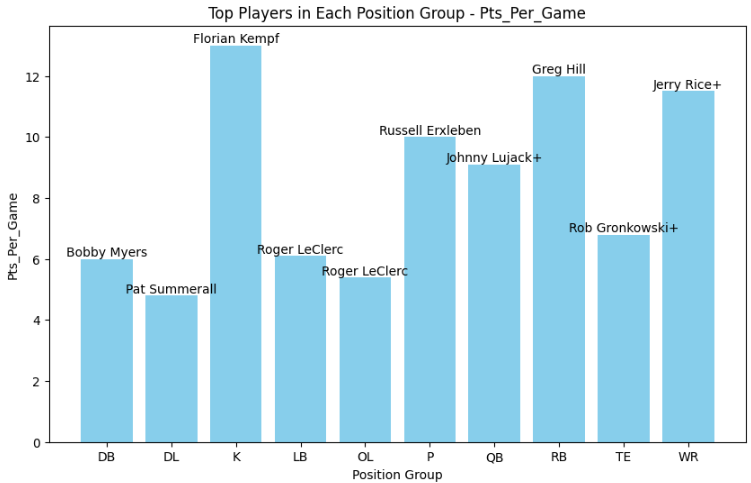 Top Players in Each Position Group - Pts_Per_Game
Florian Kempf
Greg Hill
Jerry Rice+
Russell Erxleben
Johnny Lujack+
Rob Gronkowski+
Bobby Myers
Roger LeClerc
Roger LeClerc
Pat Summerall
12
10
8
6
4
2
0
Pts_Per_Game
DB DL K LB OL P QB RB TE WR
Position Group